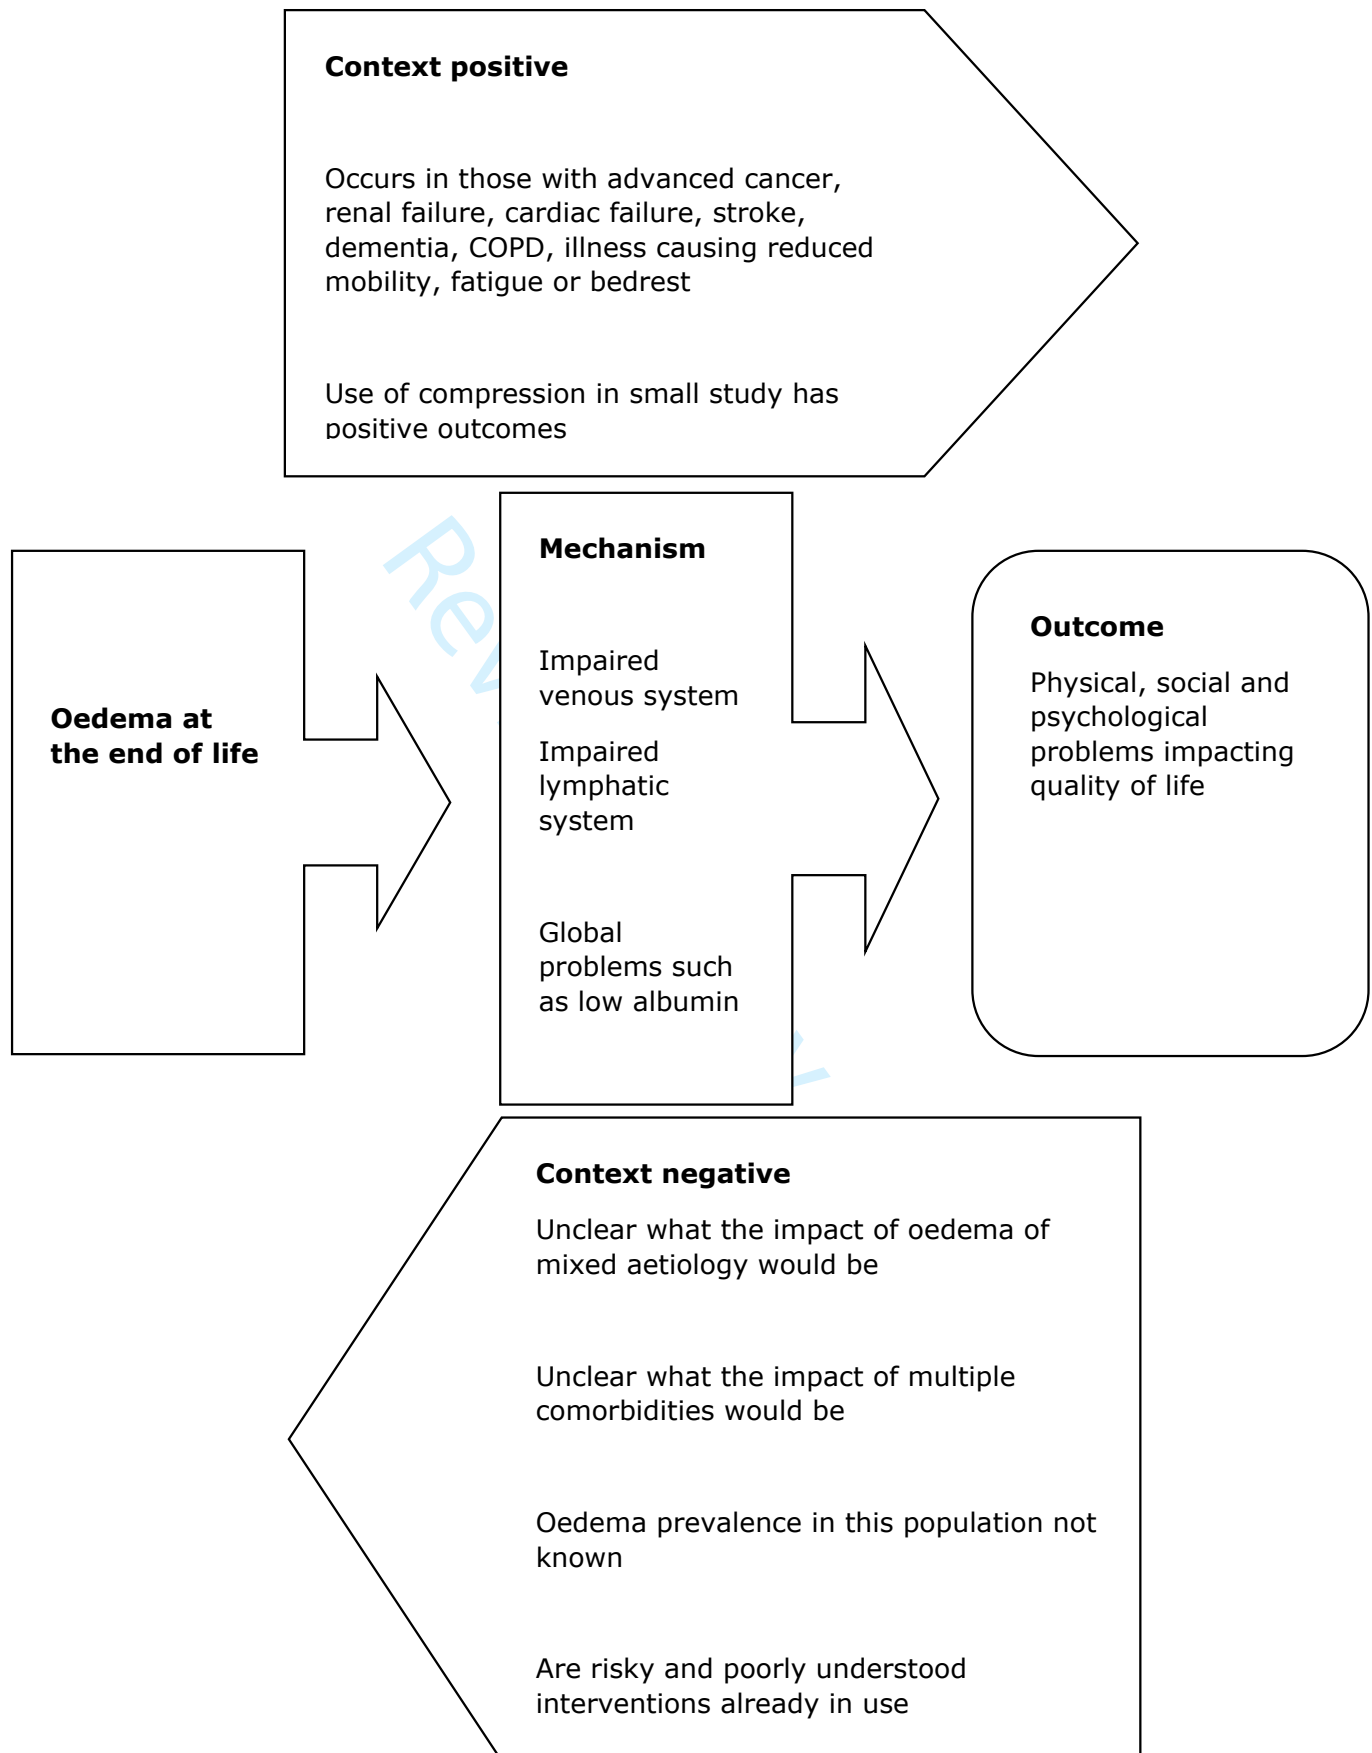 Context positive
Occurs in those with advanced cancer,
renal failure, cardiac failure, stroke,
dementia, COPD, illness causing reduced
mobility, fatigue or bedrest
Use of compression in small study has
positive outcomes
Oedema at
the end of life
Mechanism
Impaired
venous system
Impaired
lymphatic
system
Global
problems such
as low albumin
Outcome
Physical, social and
psychological
problems impacting
quality of life
Context negative
Unclear what the impact of oedema of
mixed aetiology would be
Unclear what the impact of multiple
comorbidities would be
Oedema prevalence in this population not
known
Are risky and poorly understood
interventions already in use